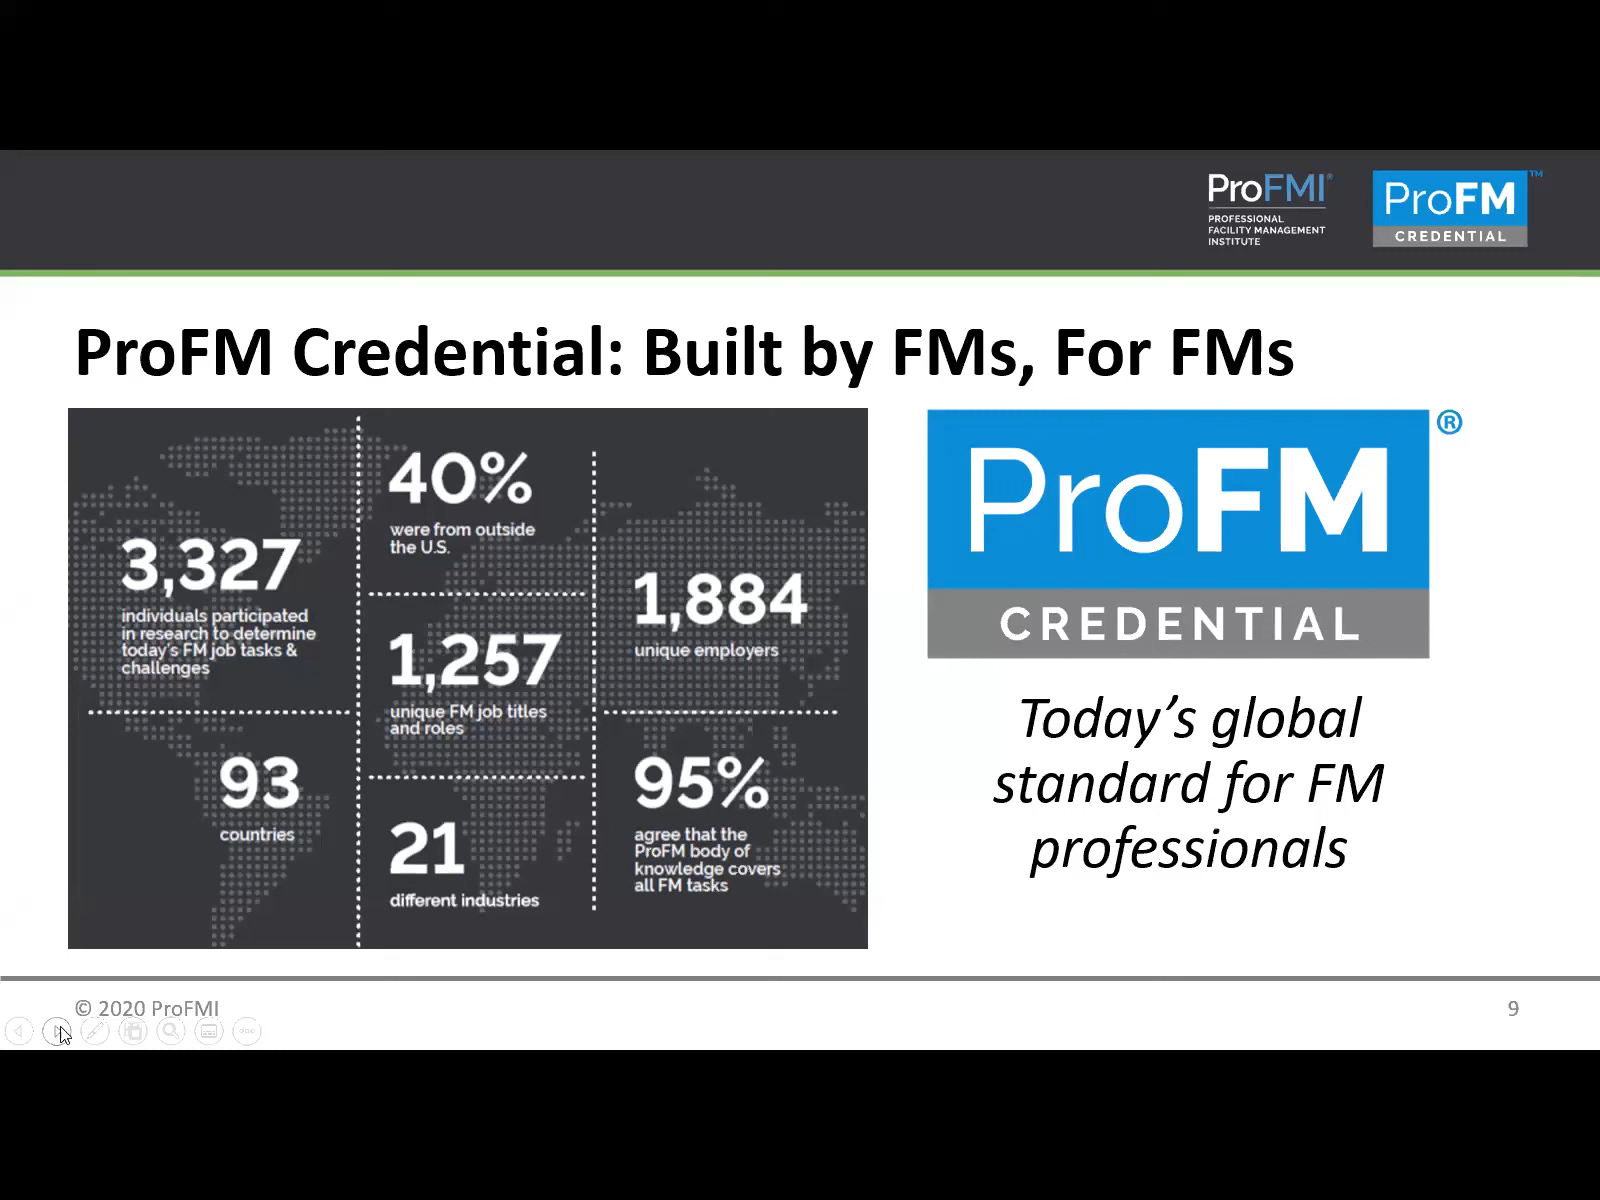 ProFMI®
PROFESSIONAL
FACILITY MANAGEMENT
INSTITUTE
ProFM™
CREDENTIAL
ProFM Credential: Built by FMs, For FMs
3,327
individuals participated
in research to determine
today's FM job tasks &
challenges
93
countries
40%
were from outside
the U.S.
1,257
unique FM job titles
and roles
21
different industries
1,884
unique employers
95%
agree that the
ProFM body of
knowledge covers
all FM tasks
ProFM®
CREDENTIAL
Today’s global
standard for FM
professionals
© 2020 ProFMI
9